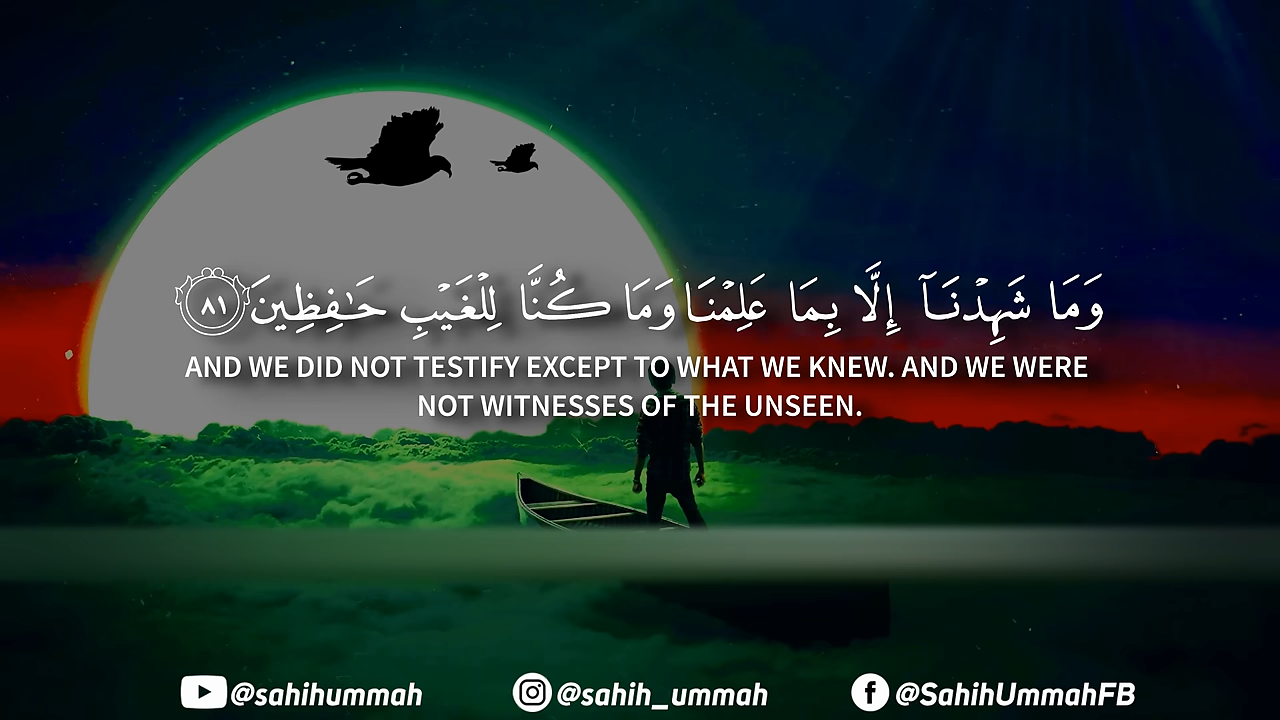 وَمَا شَهِدْنَآ إِلَّا بِمَا عَلِمْنَا وَمَا كُنَّا لِلْغَيْبِ حَـٰفِظِينَ ٨١
AND WE DID NOT TESTIFY EXCEPT TO WHAT WE KNEW. AND WE WERE
NOT WITNESSES OF THE UNSEEN.
@sahihummah @sahih_ummah @SahihUmmahFB